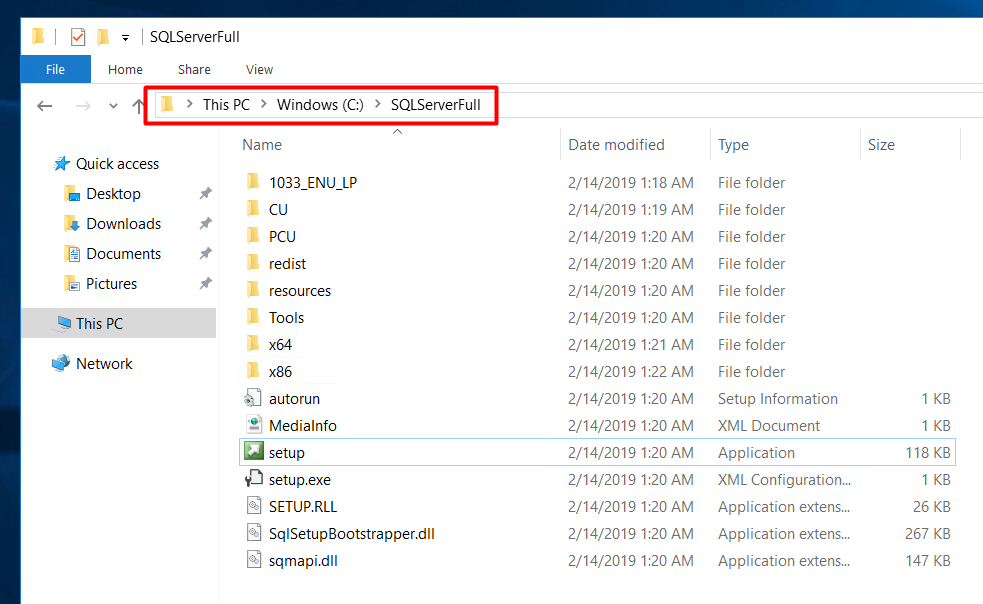 SQLServerFull
File Home Share View
This PC Windows (C:) SQLServerFull
Name Date modified Type Size
Quick access
Desktop
Downloads
Documents
Pictures
This PC
Network
1033_ENU_LP 2/14/2019 1:18 AM File folder
CU 2/14/2019 1:19 AM File folder
PCU 2/14/2019 1:20 AM File folder
redist 2/14/2019 1:20 AM File folder
resources 2/14/2019 1:20 AM File folder
Tools 2/14/2019 1:20 AM File folder
x64 2/14/2019 1:21 AM File folder
x86 2/14/2019 1:22 AM File folder
autorun 2/14/2019 1:20 AM Setup Information 1 KB
MediaInfo 2/14/2019 1:20 AM XML Document 1 KB
setup 2/14/2019 1:20 AM Application 118 KB
setup.exe 2/14/2019 1:20 AM XML Configuration... 1 KB
SETUP.RLL 2/14/2019 1:20 AM Application extens... 26 KB
SqlSetupBootstrapper.dll 2/14/2019 1:20 AM Application extens... 267 KB
sqmapi.dll 2/14/2019 1:20 AM Application extens... 147 KB